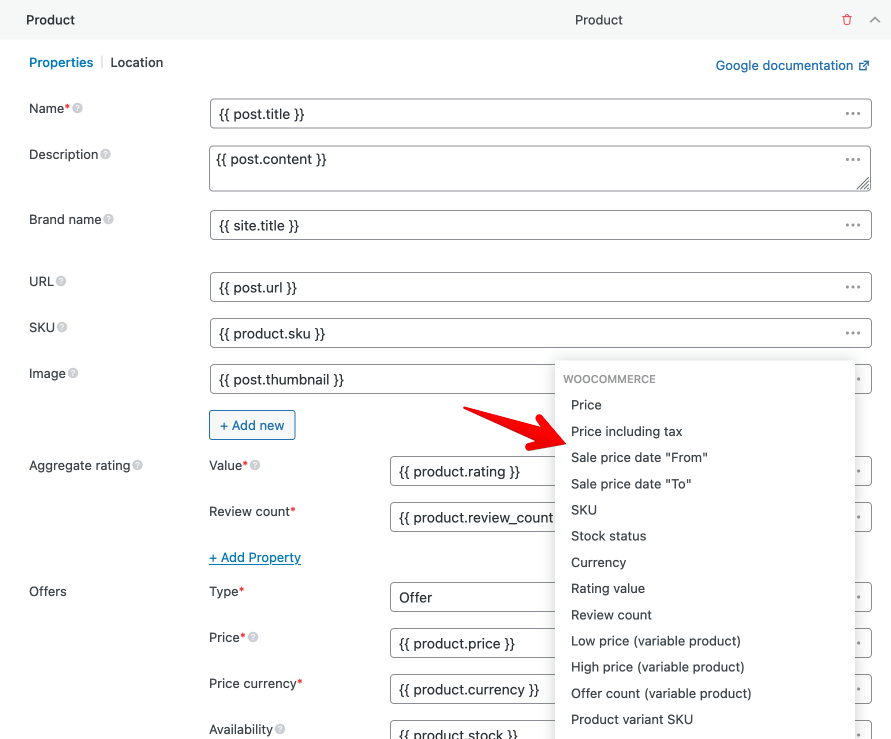 Product Product
Properties Location
Google documentation
Name*
{{ post.title }}
Description
{{ post.content }}
Brand name
{{ site.title }}
URL
{{ post.url }}
SKU
{{ product.sku }}
Image
{{ post.thumbnail }}
+ Add new
Aggregate rating
Value*
{{ product.rating }}
Review count*
{{ product.review_count
+ Add Property
Offers
Type*
Offer
Price*
{{ product.price }}
Price currency*
{{ product.currency }}
Availability
{{ product.stock }}
WOOCOMMERCE
Price
Price including tax
Sale price date "From"
Sale price date "To"
SKU
Stock status
Currency
Rating value
Review count
Low price (variable product)
High price (variable product)
Offer count (variable product)
Product variant SKU